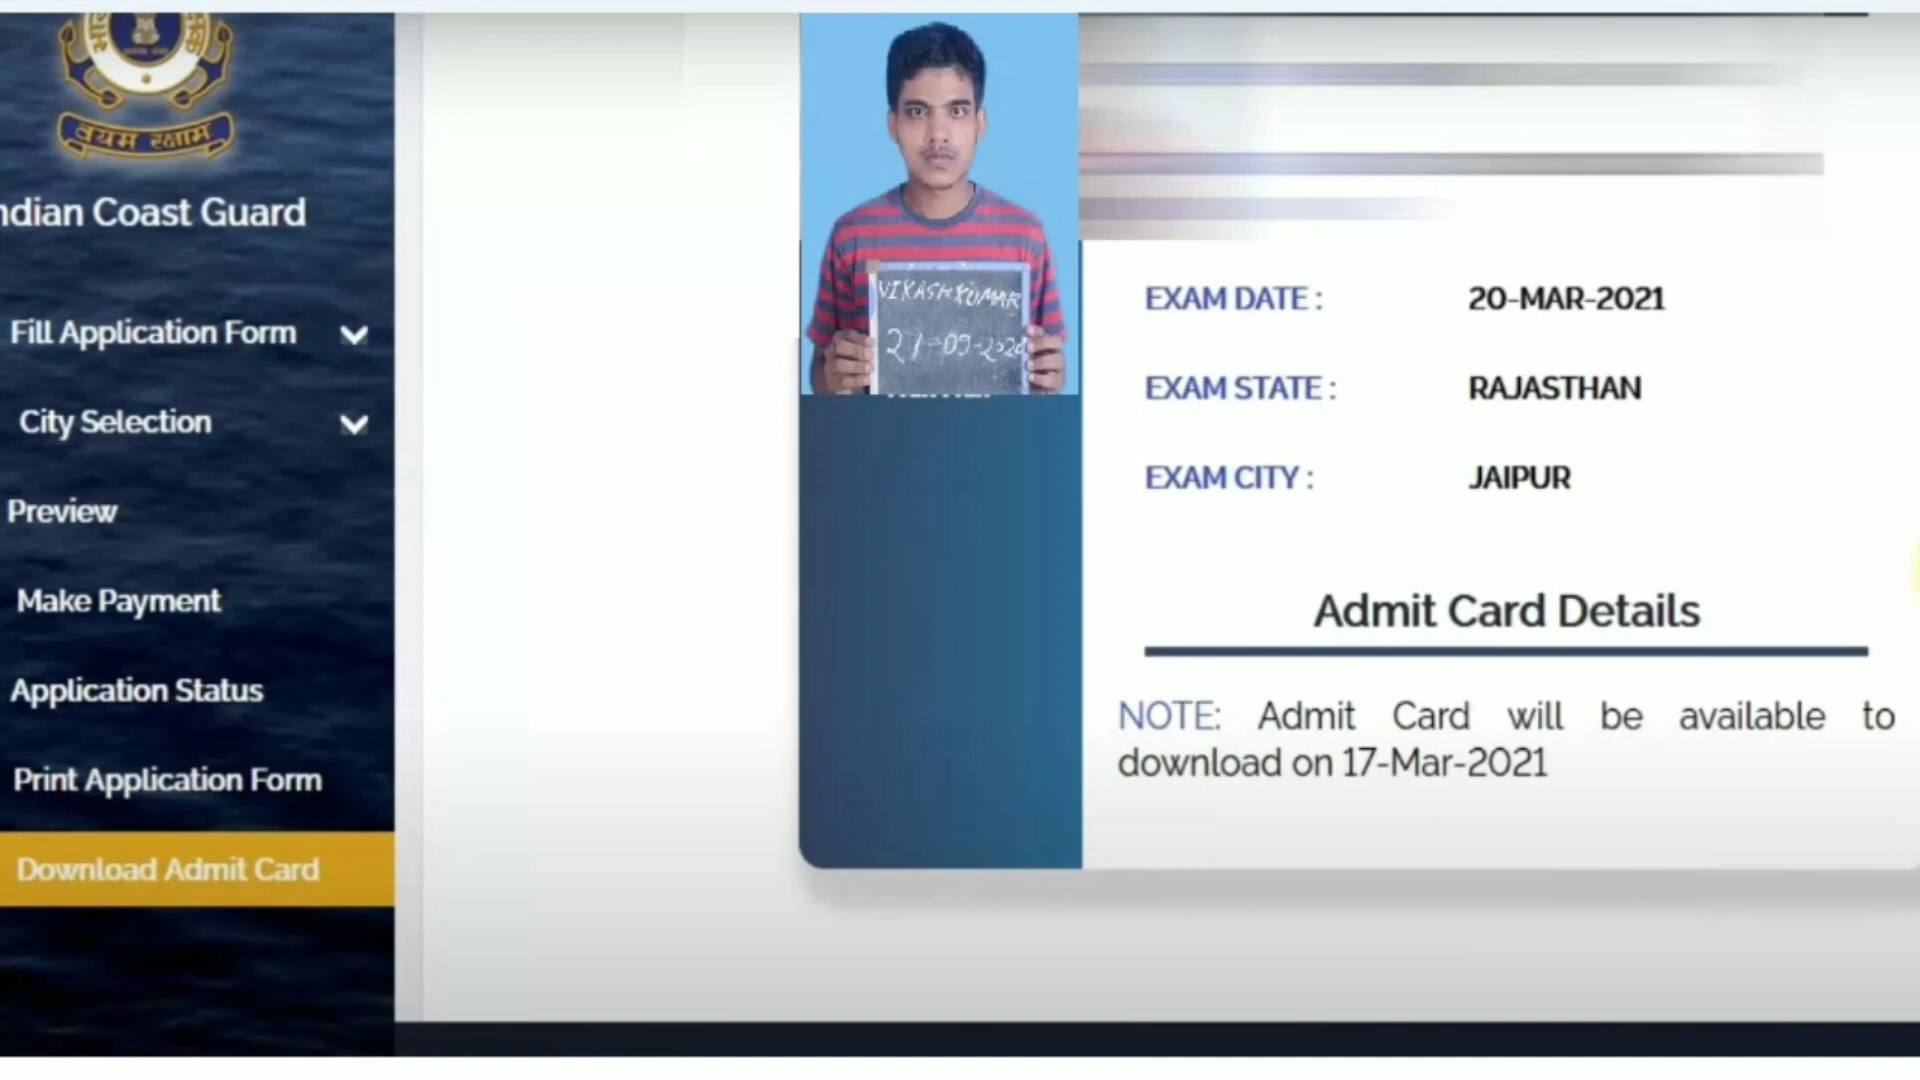 वयम रक्षाम
ndian Coast Guard
Fill Application Form
City Selection
Preview
Make Payment
Application Status
Print Application Form
Download Admit Card
VIKASH KUMAR
EXAM DATE : 20-MAR-2021
EXAM STATE : RAJASTHAN
EXAM CITY : JAIPUR
Admit Card Details
NOTE: Admit Card will be available to
download on 17-Mar-2021